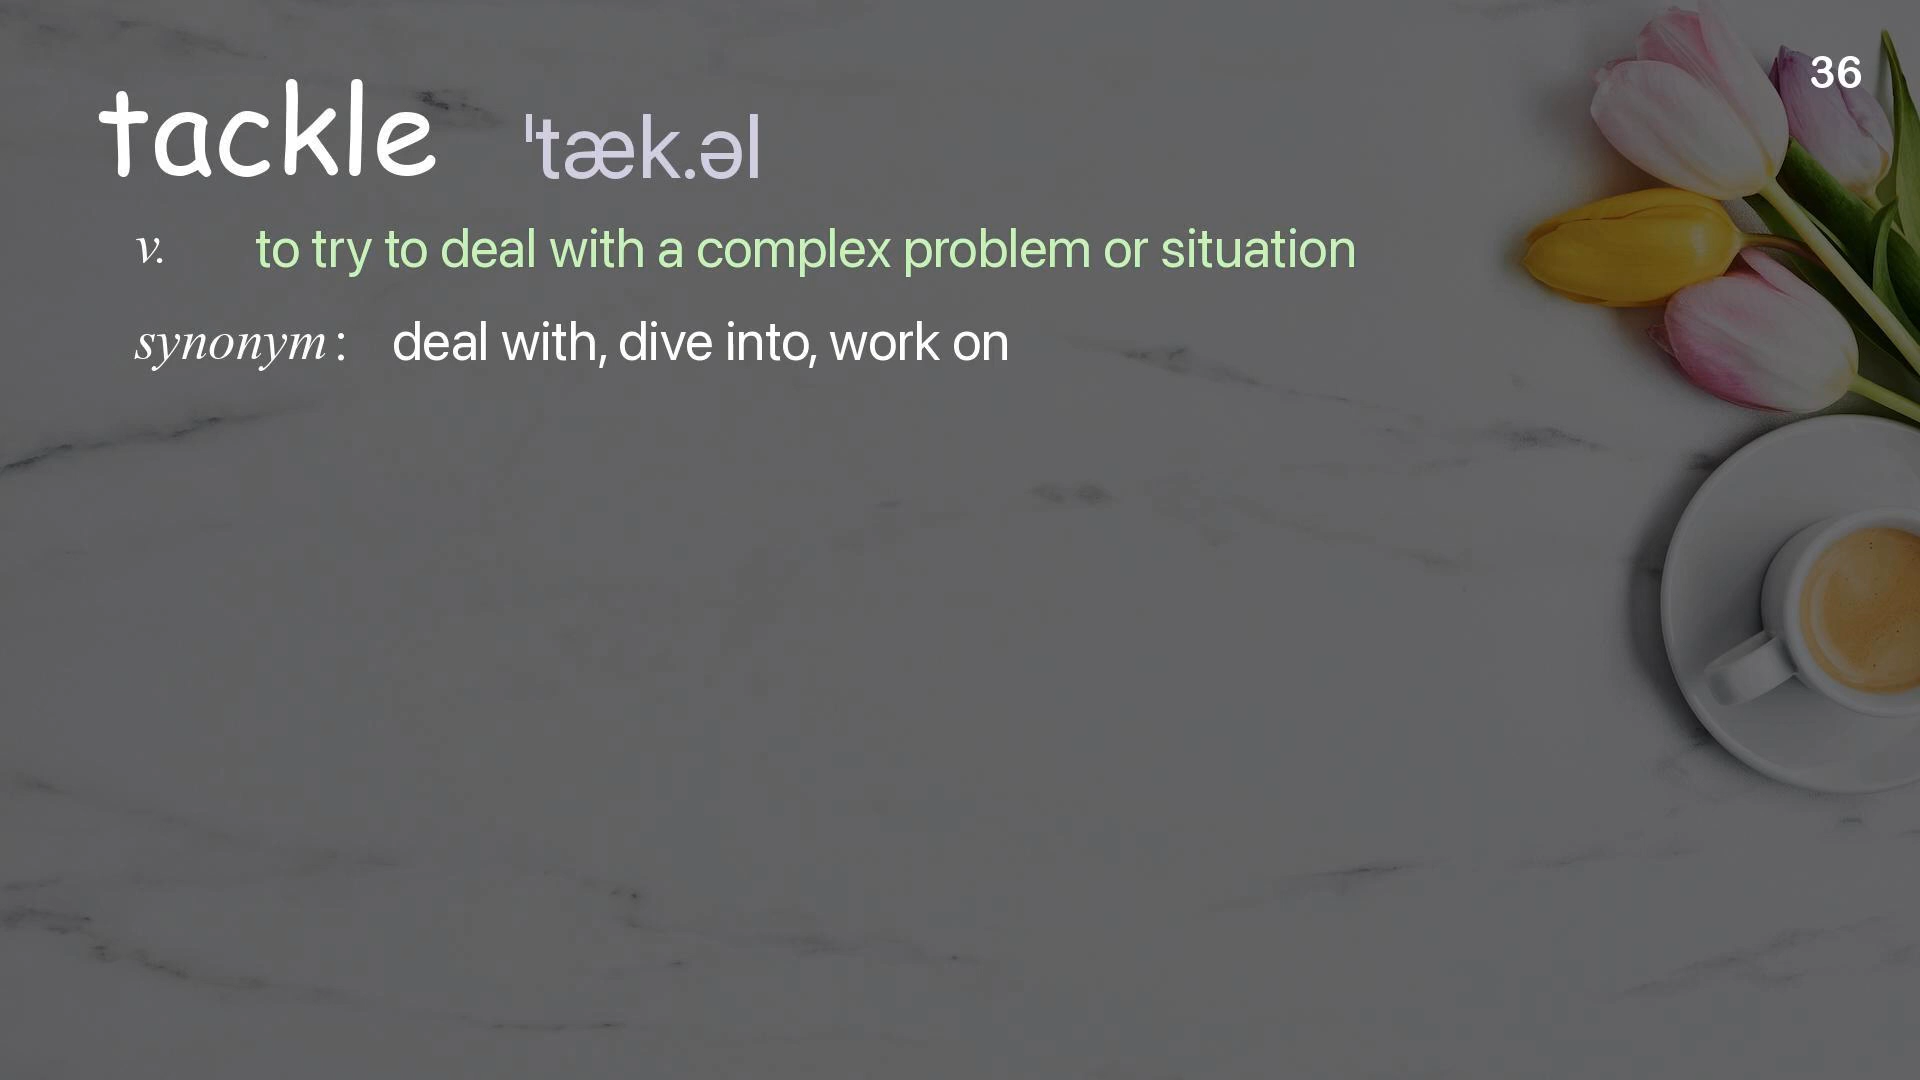 36
tackle ˈtæk.əl
v. to try to deal with a complex problem or situation
synonym: deal with, dive into, work on